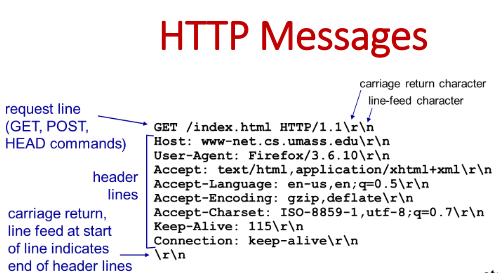 HTTP Messages
carriage return character
line-feed character
request line
(GET, POST,
HEAD commands)
header
lines
carriage return,
line feed at start
of line indicates
end of header lines
GET /index.html HTTP/1.1\r\n
Host: www-net.cs.umass.edu\r\n
User-Agent: Firefox/3.6.10\r\n
Accept: text/html,application/xhtml+xml\r\n
Accept-Language: en-us,en;q=0.5\r\n
Accept-Encoding: gzip,deflate\r\n
Accept-Charset: ISO-8859-1,utf-8;q=0.7\r\n
Keep-Alive: 115\r\n
Connection: keep-alive\r\n
\r\n